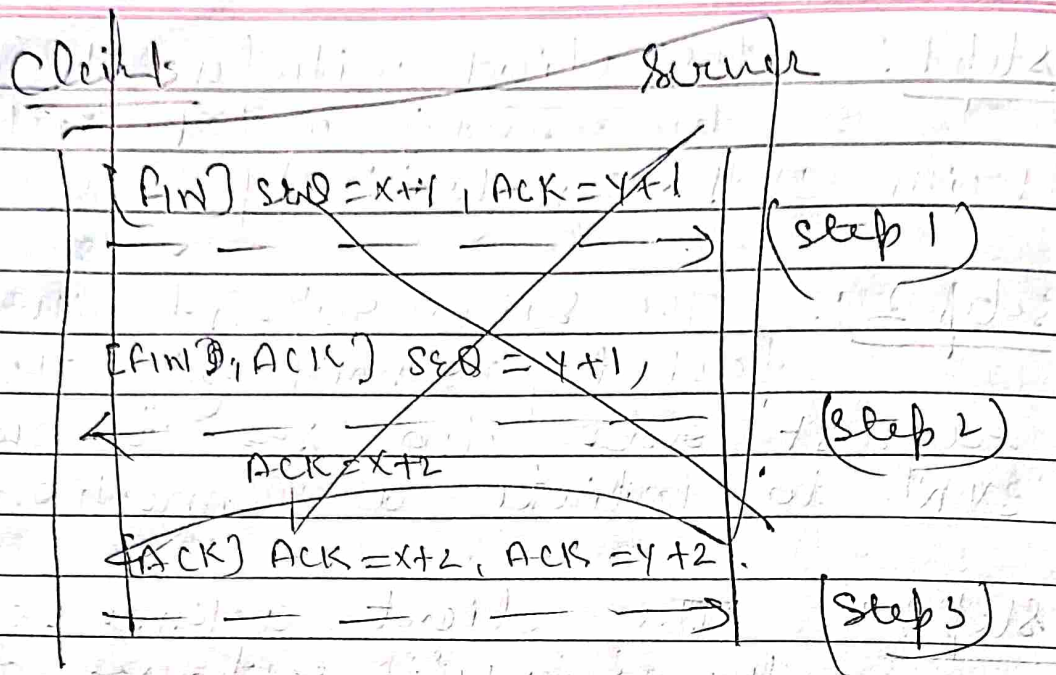 Cleint Server
[FIN] SEQ = X+1, ACK = Y+1
(step 1)
[FIN, ACK] SEQ = Y+1,
(step 2)
ACK = X+2
[ACK] ACK = X+2, ACK = Y+2.
(Step 3)